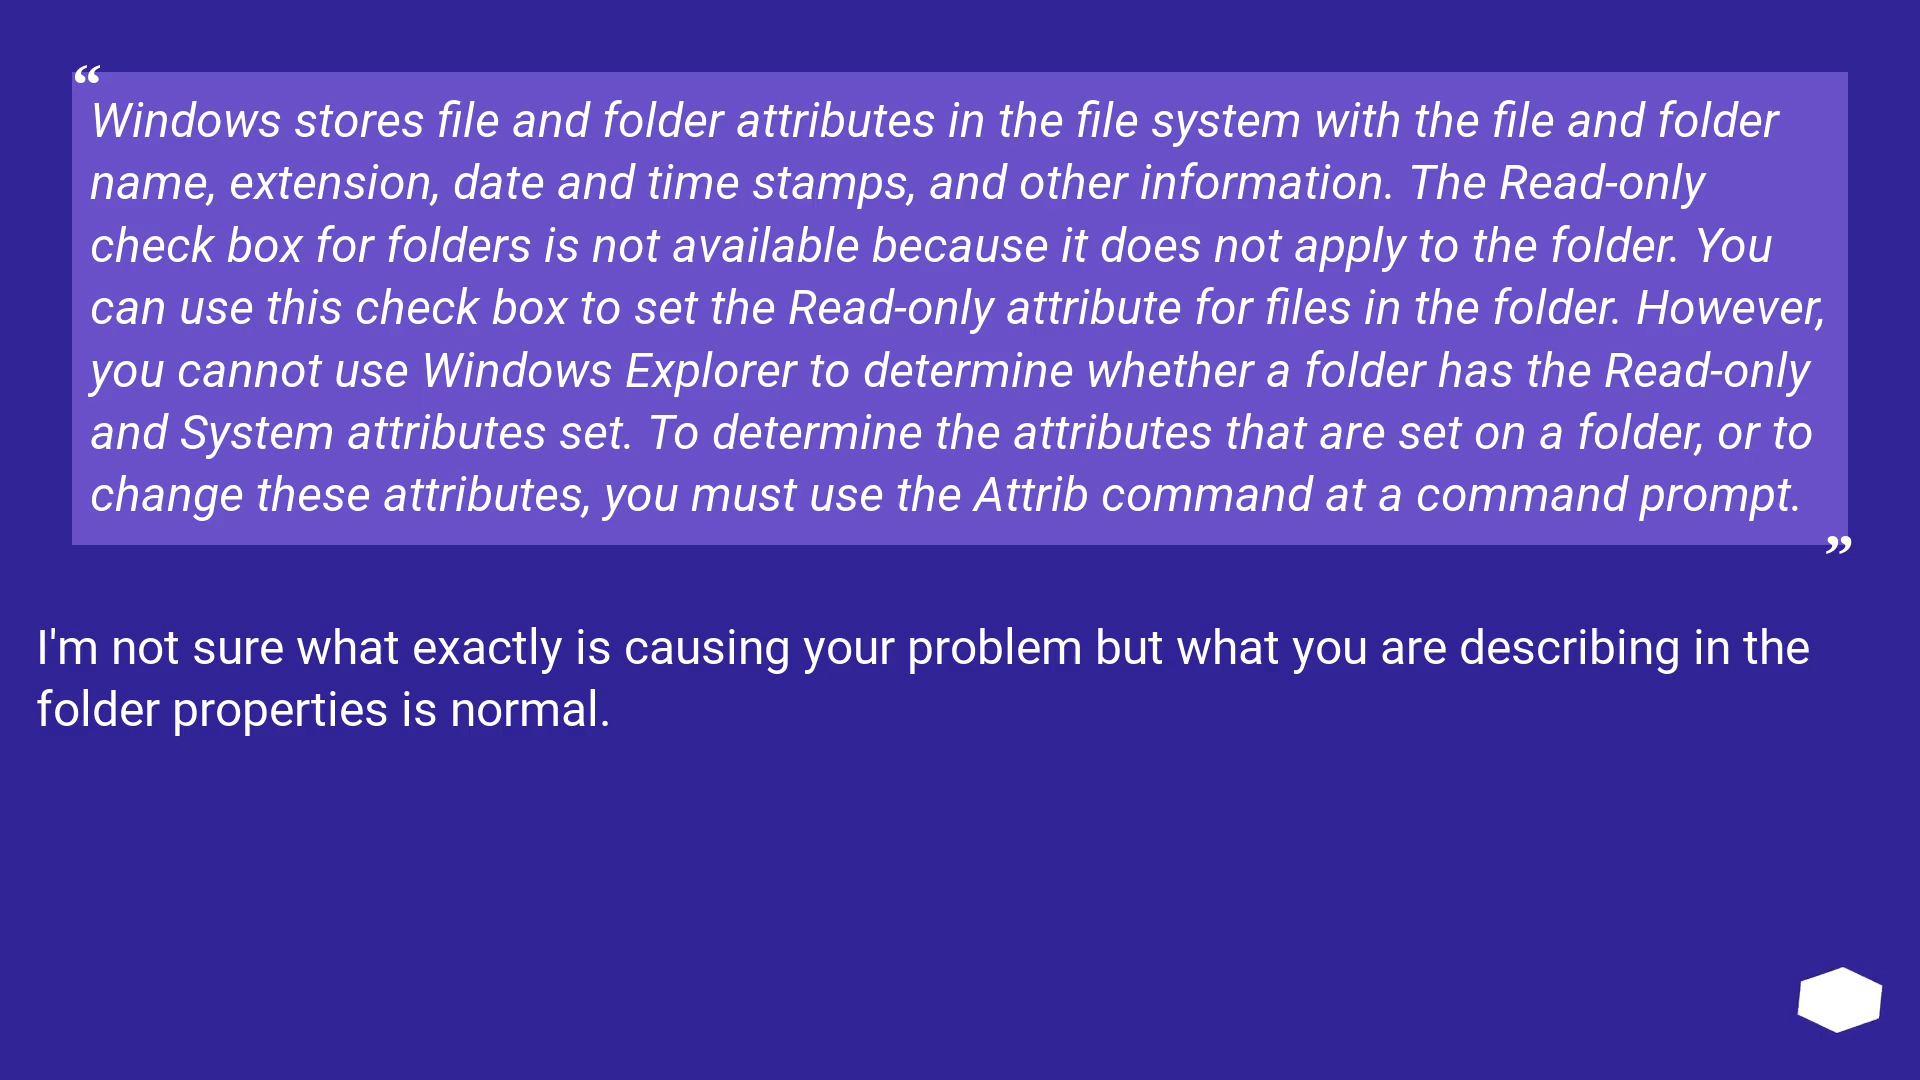 “
Windows stores file and folder attributes in the file system with the file and folder
name, extension, date and time stamps, and other information. The Read-only
check box for folders is not available because it does not apply to the folder. You
can use this check box to set the Read-only attribute for files in the folder. However,
you cannot use Windows Explorer to determine whether a folder has the Read-only
and System attributes set. To determine the attributes that are set on a folder, or to
change these attributes, you must use the Attrib command at a command prompt.
”
I'm not sure what exactly is causing your problem but what you are describing in the
folder properties is normal.